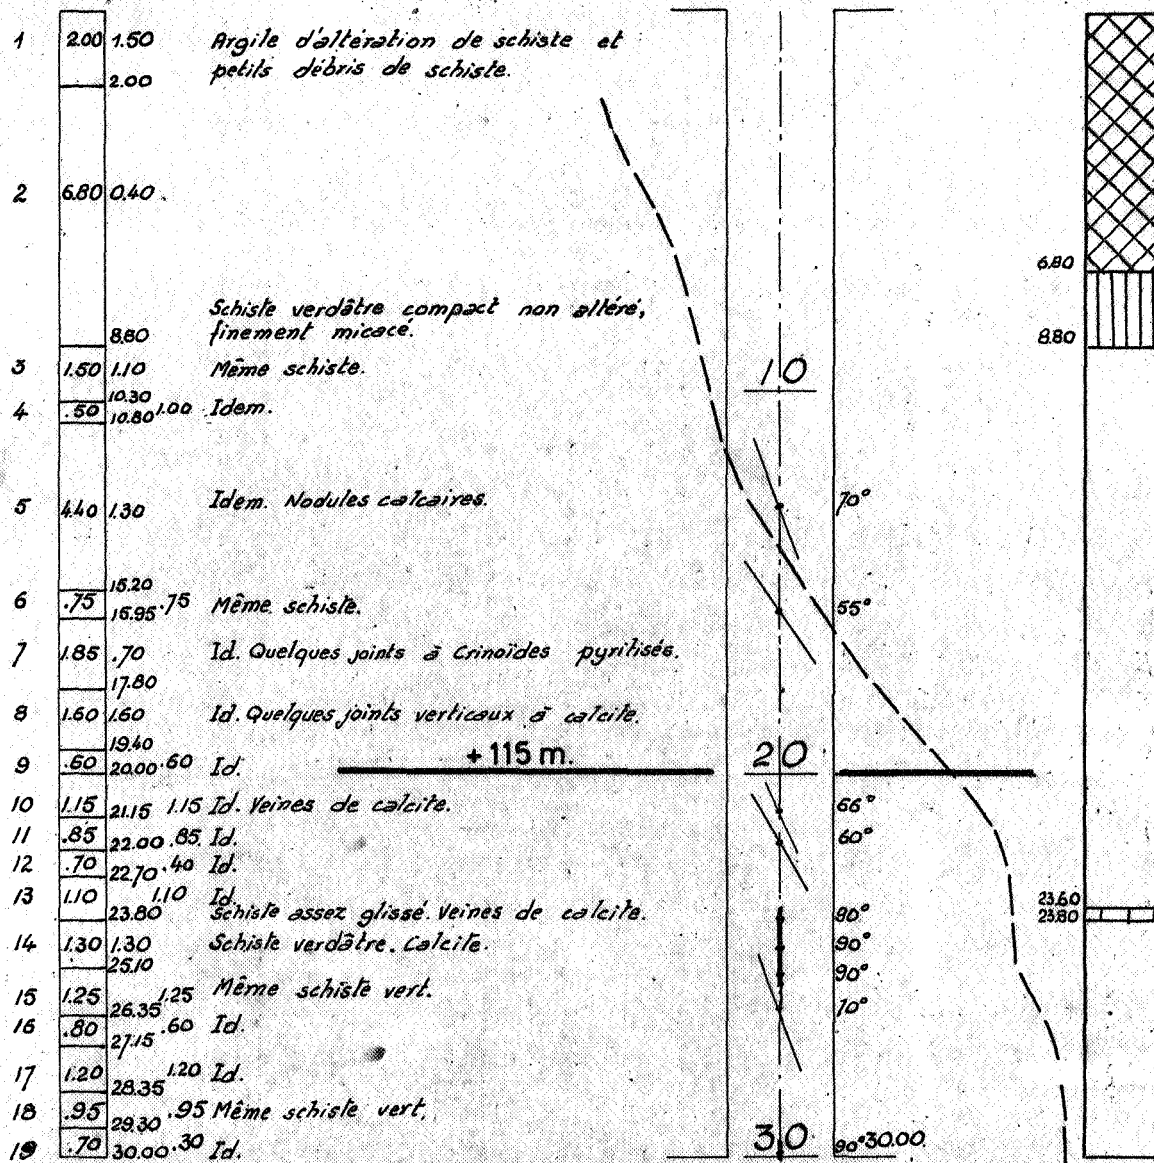 1 2.00 1.50 Argile d'altération de schiste et
petits débris de schiste.
2.00
2 6.80 0.40
6.80
Schiste verdâtre compact non altéré,
8.80 finement micacé.
8.80
3 1.50 1.10 Même schiste.
10
10.30
4 .50 10.80 1.00 Idem.
5 4.40 1.30 Idem. Nodules calcaires. 70°
15.20
6 .75 15.95 .75 Même schiste. 55°
7 1.85 .70 Id. Quelques joints à Crinoïdes pyritisés.
17.80
8 1.60 1.60 Id. Quelques joints verticaux à calcite.
19.40
9 .60 20.00 .60 Id. +115 m. 20
10 1.15 21.15 1.15 Id. Veines de calcite. 66°
11 .85 22.00 .85 Id. 60°
12 .70 22.70 .40 Id.
13 1.10 1.10 Id.
23.60
23.80 Schiste assez glissé. Veines de calcite. 90° 23.80
14 1.30 1.30 Schiste verdâtre. Calcite. 90°
25.10 90°
15 1.25 1.25 Même schiste vert. 70°
26.35
16 .80 .60 Id.
27.15
17 1.20 1.20 Id.
28.35
18 .95 .95 Même schiste vert.
29.30
19 .70 30.00 .30 Id. 30 90° 30.00